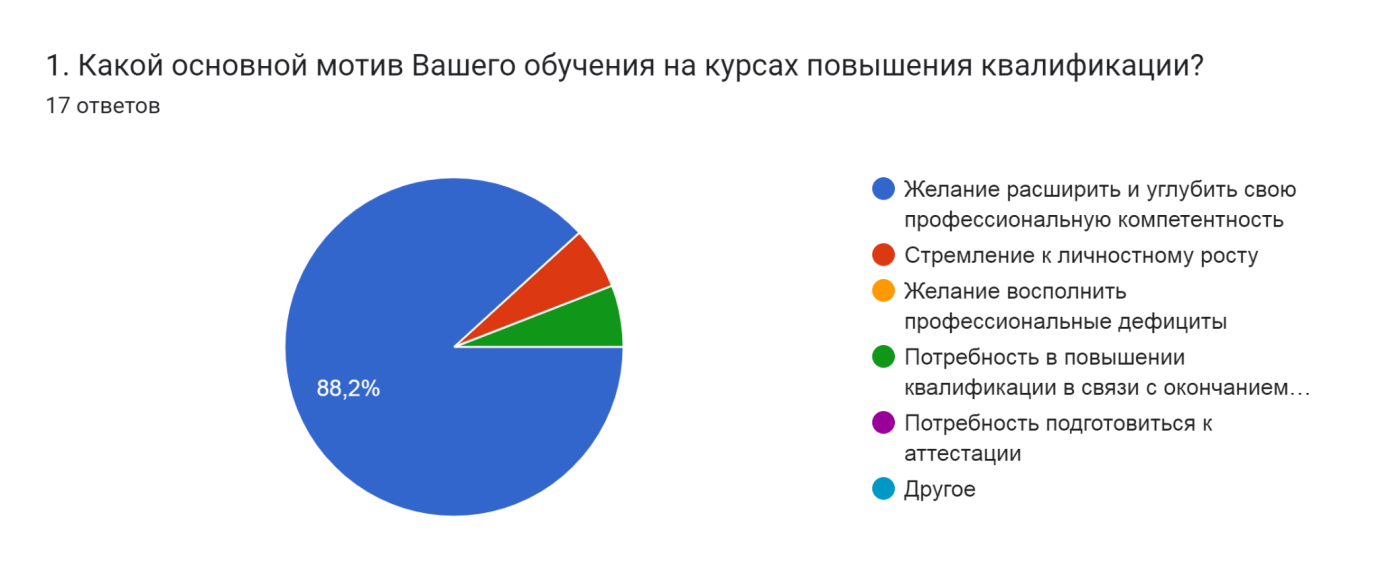 1. Какой основной мотив Вашего обучения на курсах повышения квалификации?
17 ответов
88,2%
Желание расширить и углубить свою
профессиональную компетентность
Стремление к личностному росту
Желание восполнить
профессиональные дефициты
Потребность в повышении
квалификации в связи с окончанием…
Потребность подготовиться к
аттестации
Другое